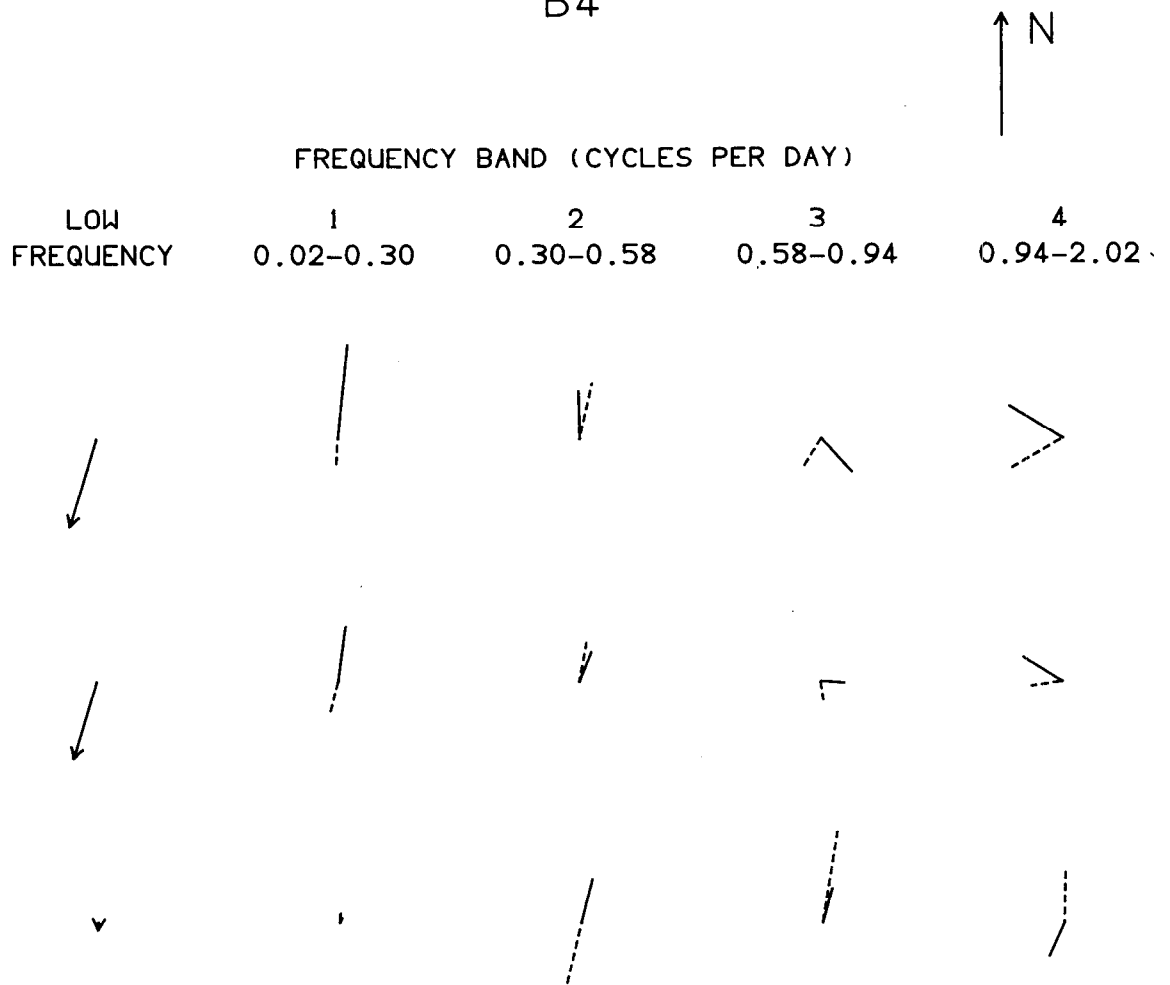 B4
N
FREQUENCY BAND (CYCLES PER DAY)
LOW 1 2 3 4
FREQUENCY 0.02-0.30 0.30-0.58 0.58-0.94 0.94-2.02